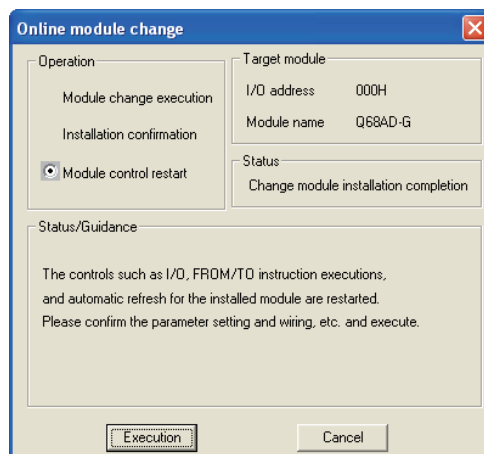 Online module change
Operation
Module change execution
Installation confirmation
Module control restart
Target module
I/O address 000H
Module name Q68AD-G
Status
Change module installation completion
Status/Guidance
The controls such as I/O, FROM/TO instruction executions,
and automatic refresh for the installed module are restarted.
Please confirm the parameter setting and wiring, etc. and execute.
Execution
Cancel